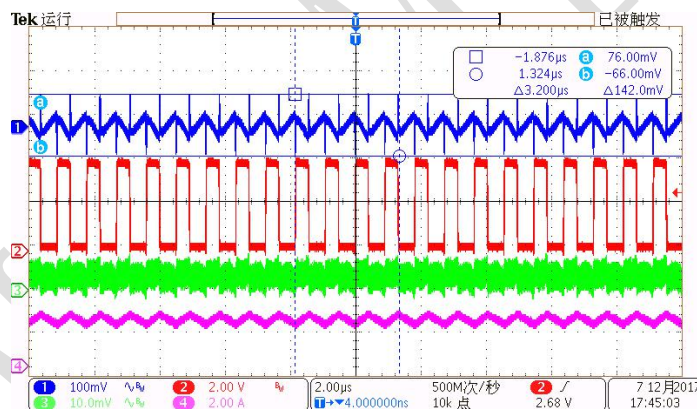 Tek 运行
已被触发
T
T
-1.876µs a 76.00mV
1.324µs b -66.00mV
Δ3.200µs Δ142.0mV
a
1
b
2
3
4
1 100mV 2 2.00 V 2.00µs 500M次/秒 2 7 12月2017
3 10.0mV 4 2.00 A T→▼4.000000ns 10k 点 2.68 V 17:45:03